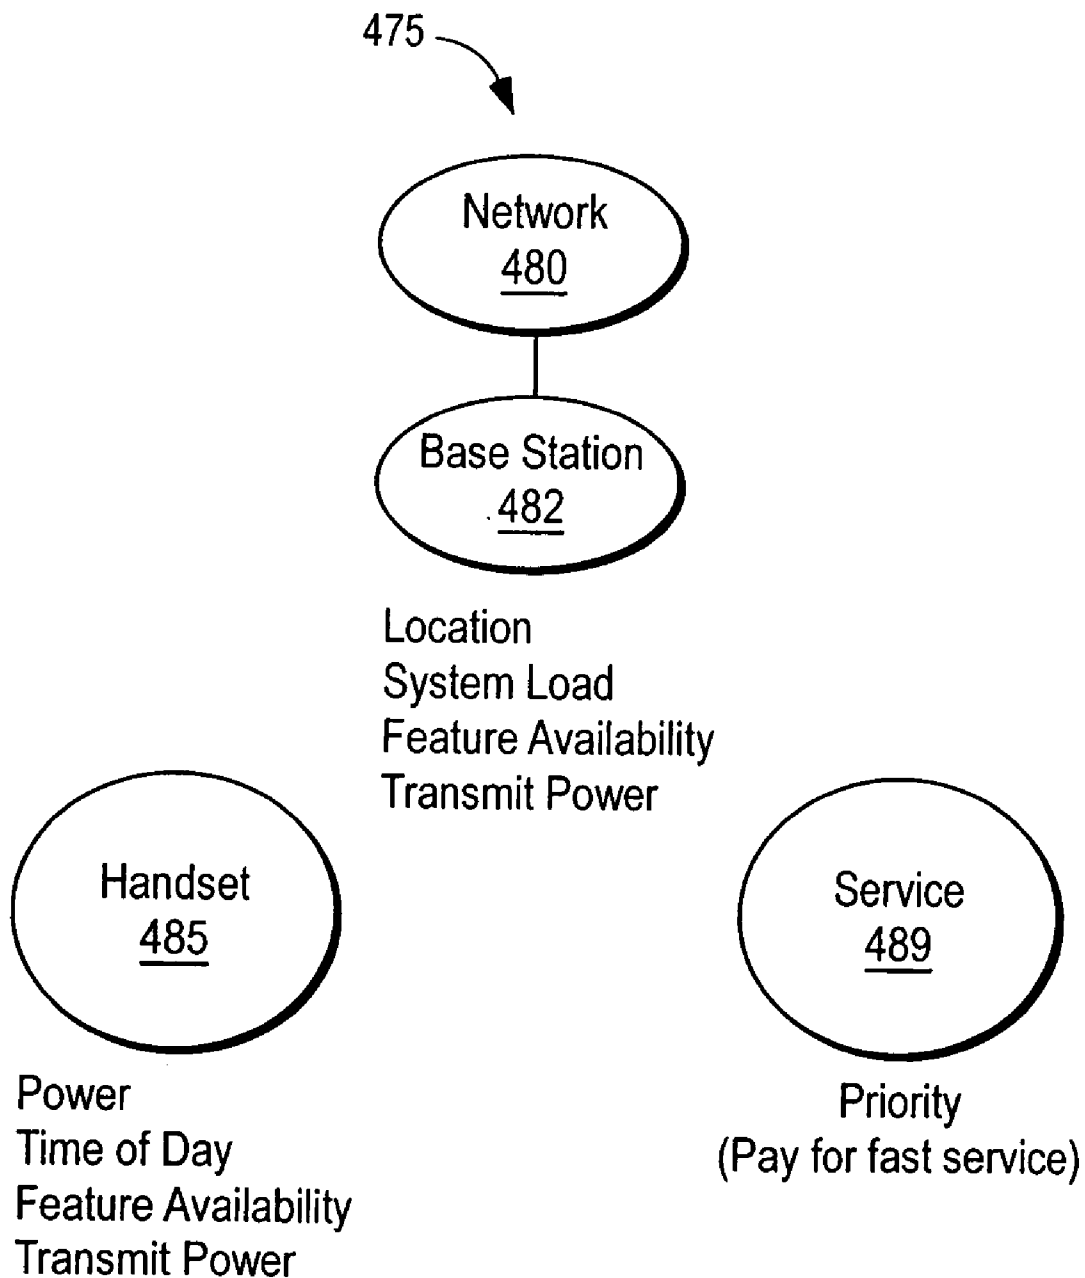 475
Network
480
Base Station
482
Location
System Load
Feature Availability
Transmit Power
Handset
485
Power
Time of Day
Feature Availability
Transmit Power
Service
489
Priority
(Pay for fast service)